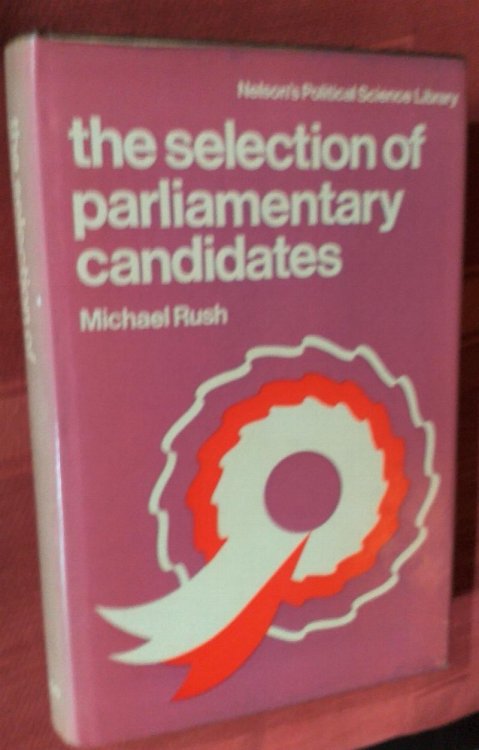 Nelson's Political Science Library
the selection of
parliamentary
candidates
Michael Rush